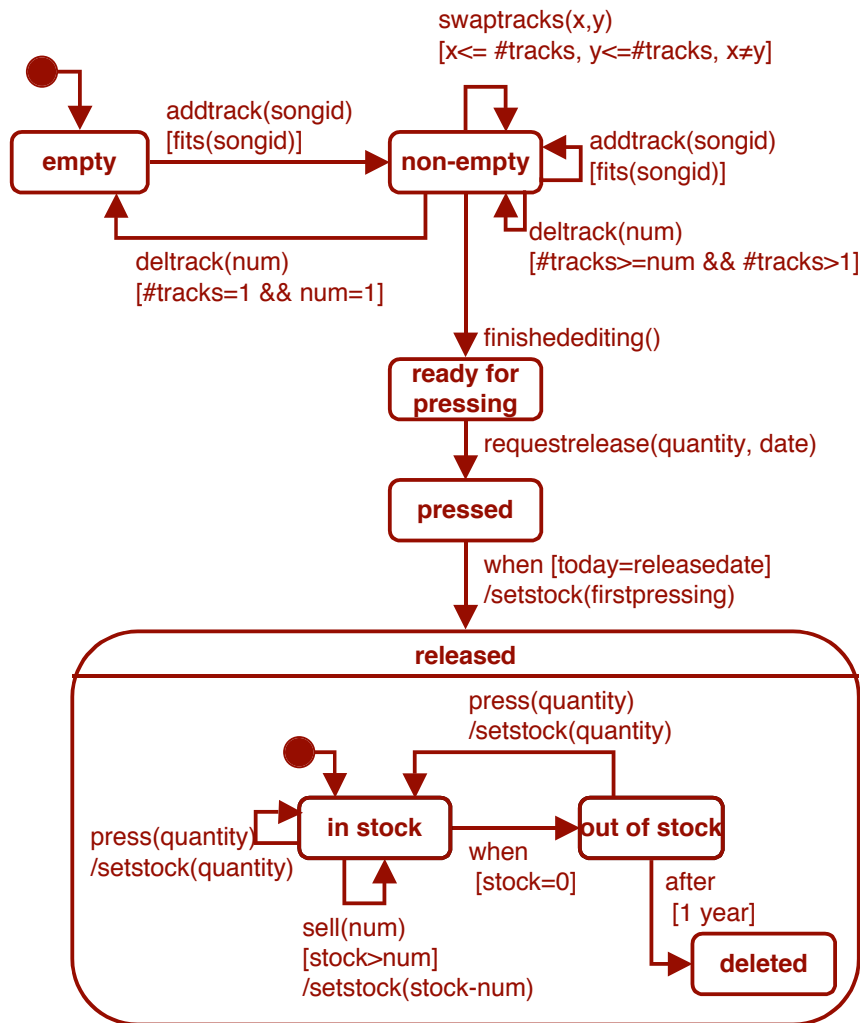 swaptracks(x,y)
[x<= #tracks, y<=#tracks, x≠y]
addtrack(songid)
[fits(songid)]
empty
non-empty
addtrack(songid)
[fits(songid)]
deltrack(num)
[#tracks=1 && num=1]
deltrack(num)
[#tracks>=num && #tracks>1]
finishedediting()
ready for
pressing
requestrelease(quantity, date)
pressed
when [today=releasedate]
/setstock(firstpressing)
released
press(quantity)
/setstock(quantity)
in stock
out of stock
press(quantity)
/setstock(quantity)
when
[stock=0]
after
[1 year]
sell(num)
[stock>num]
/setstock(stock-num)
deleted